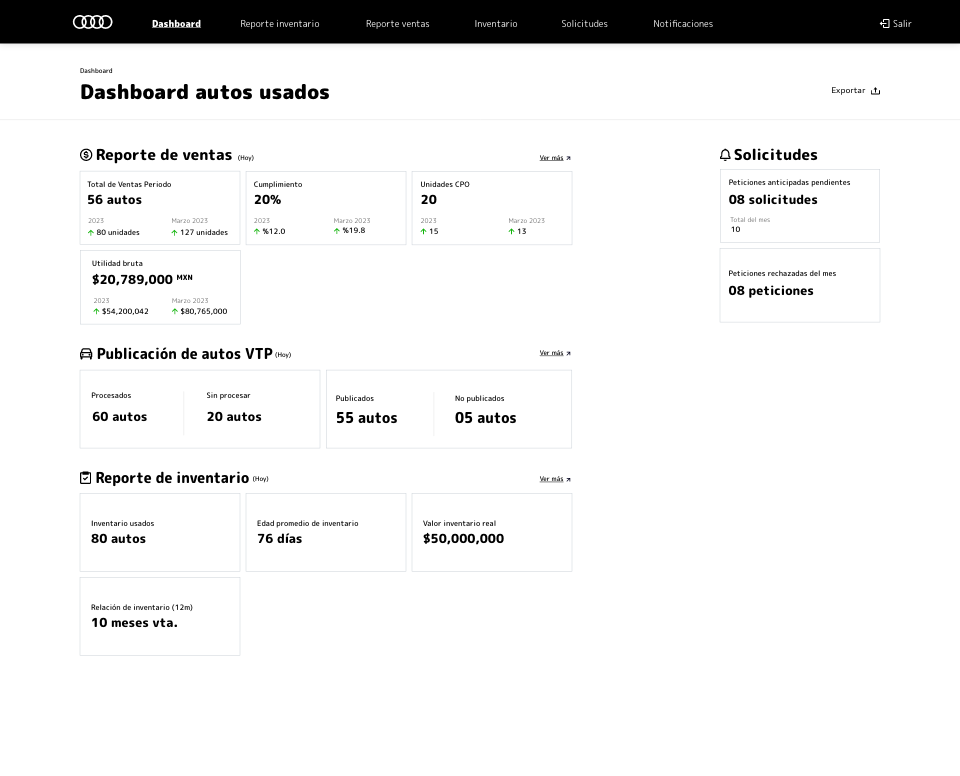 Dashboard Reporte inventario Reporte ventas Inventario Solicitudes Notificaciones Salir
Dashboard
Dashboard autos usados
Exportar
Reporte de ventas (Hoy) Ver más
Total de Ventas Periodo
56 autos
2023 Marzo 2023
80 unidades 127 unidades
Cumplimiento
20%
2023 Marzo 2023
%12.0 %19.8
Unidades CPO
20
2023 Marzo 2023
15 13
Utilidad bruta
$20,789,000 MXN
2023 Marzo 2023
$54,200,042 $80,765,000
Publicación de autos VTP (Hoy) Ver más
Procesados Sin procesar
60 autos 20 autos
Publicados No publicados
55 autos 05 autos
Reporte de inventario (Hoy) Ver más
Inventario usados
80 autos
Edad promedio de inventario
76 días
Valor inventario real
$50,000,000
Relación de inventario (12m)
10 meses vta.
Solicitudes
Peticiones anticipadas pendientes
08 solicitudes
Total del mes
10
Peticiones rechazadas del mes
08 peticiones